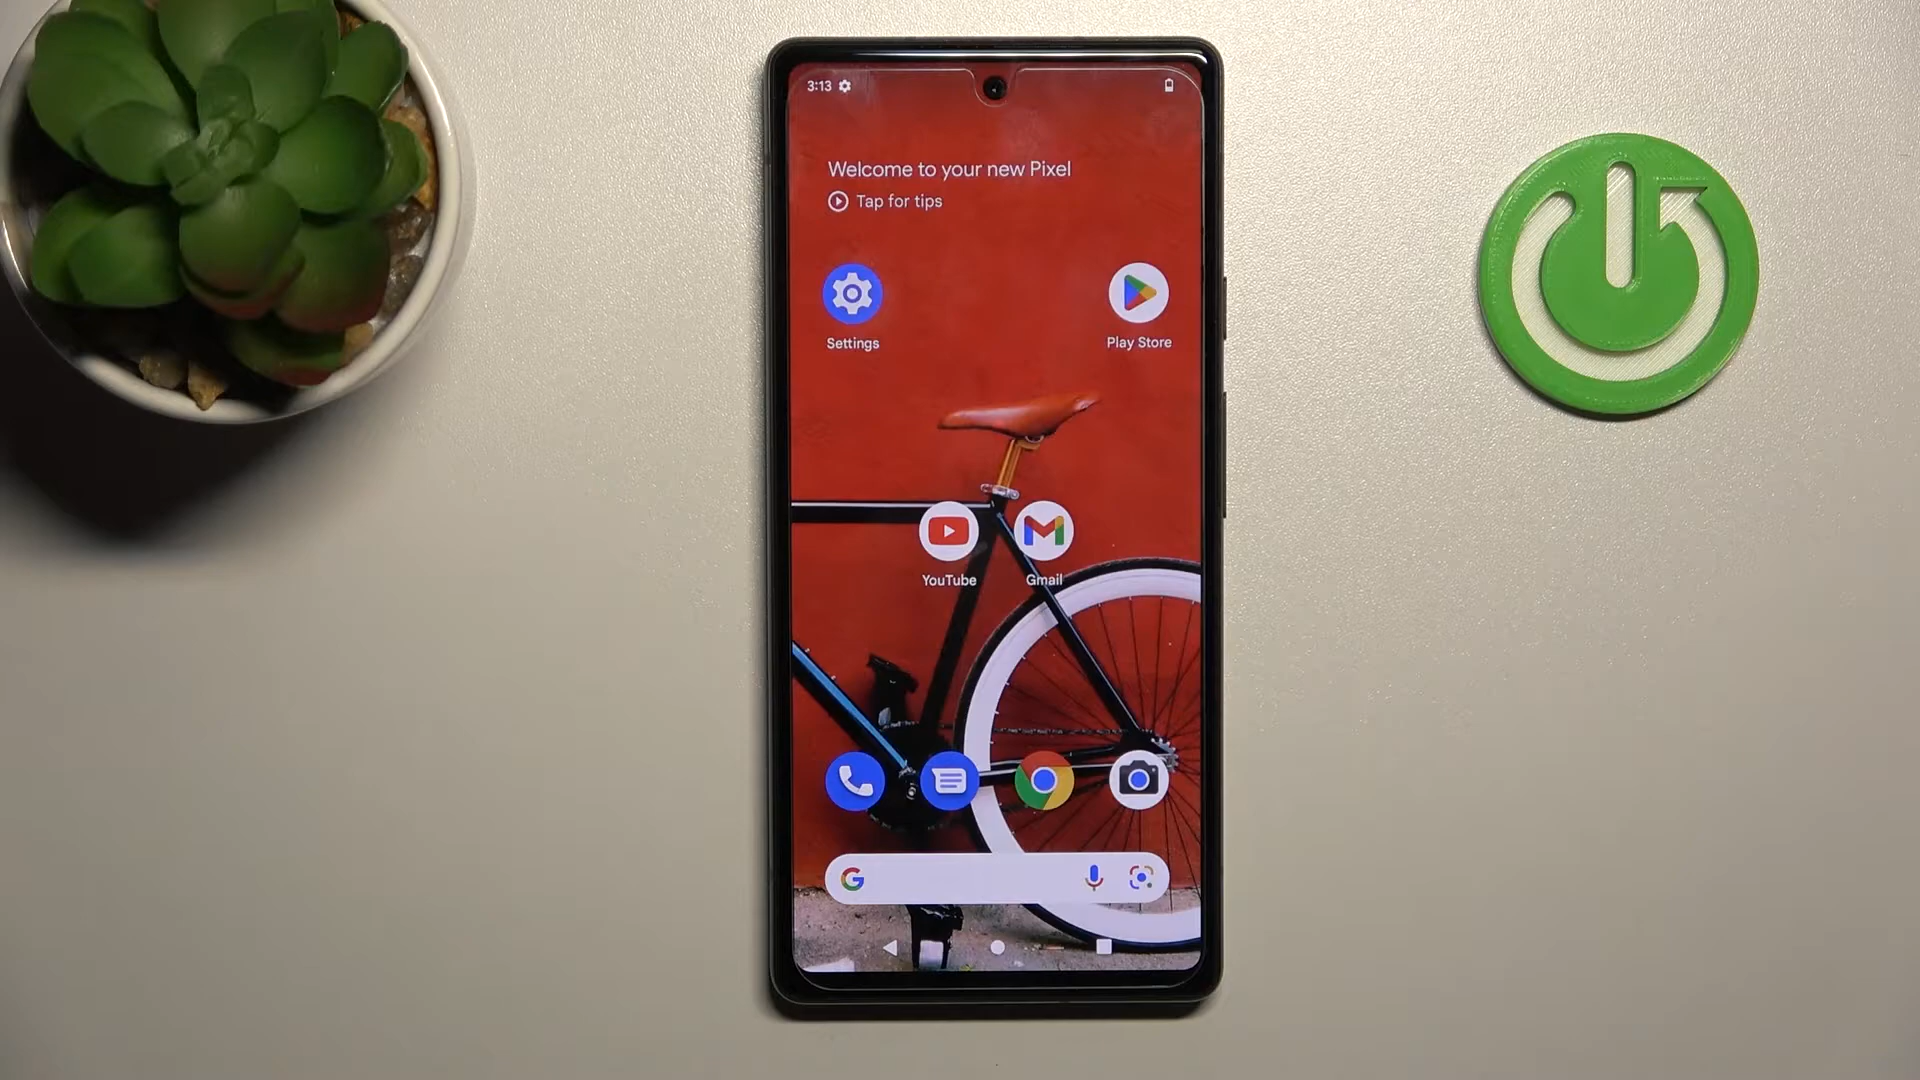 3:13
Welcome to your new Pixel
Tap for tips
Settings
Play Store
YouTube
Gmail